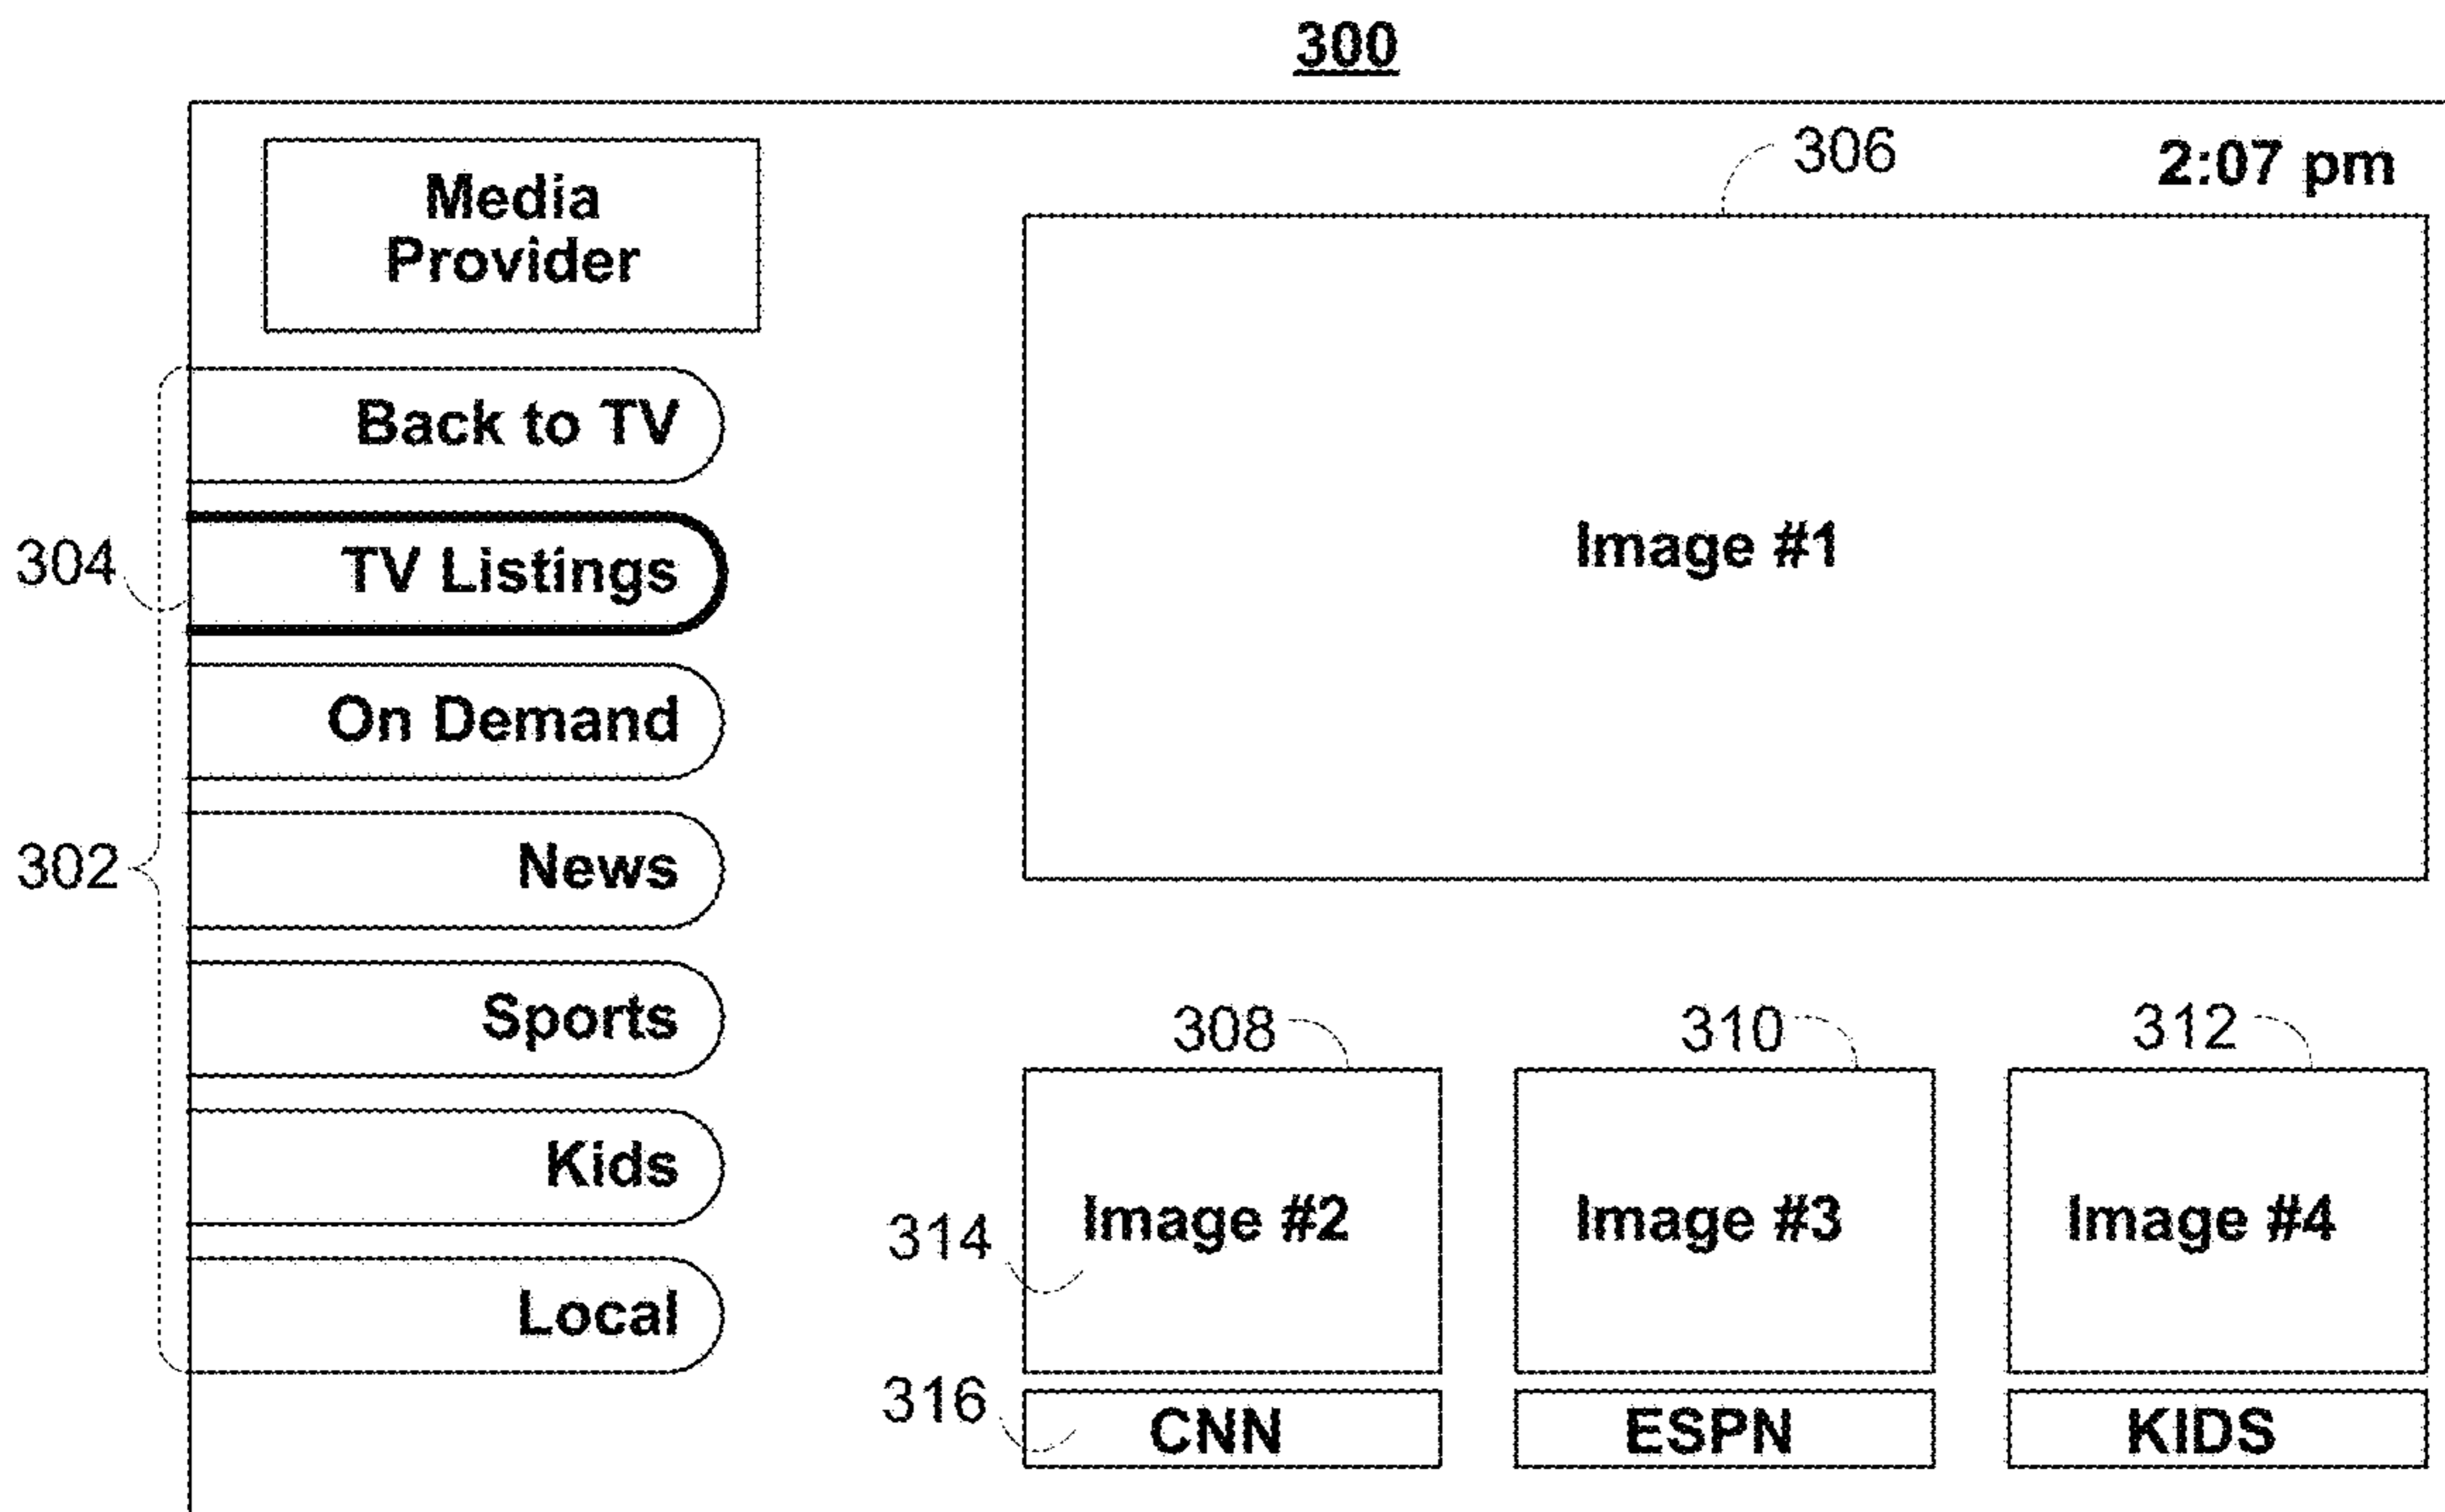 300
306
2:07 pm
Media
Provider
Back to TV
304
TV Listings
Image #1
On Demand
302
News
Sports
308
310
312
Kids
314
Image #2
Image #3
Image #4
Local
316
CNN
ESPN
KIDS